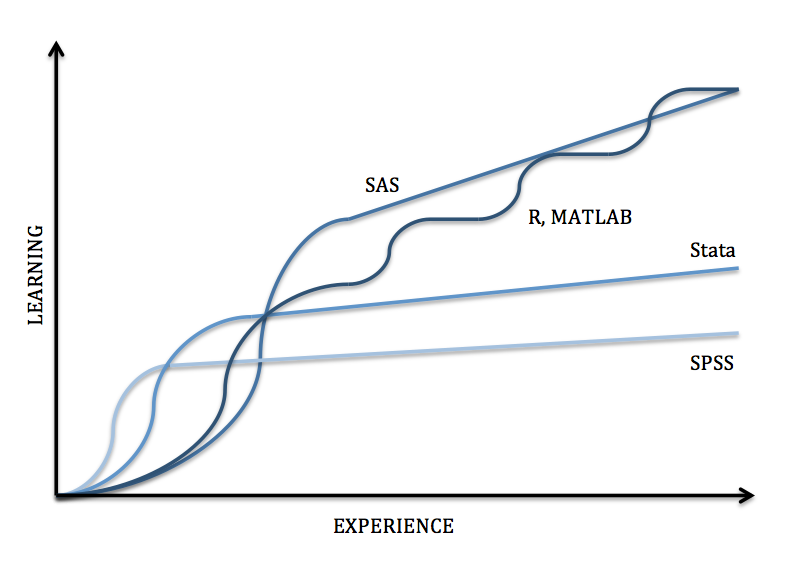 SAS
R, MATLAB
Stata
SPSS
LEARNING
EXPERIENCE